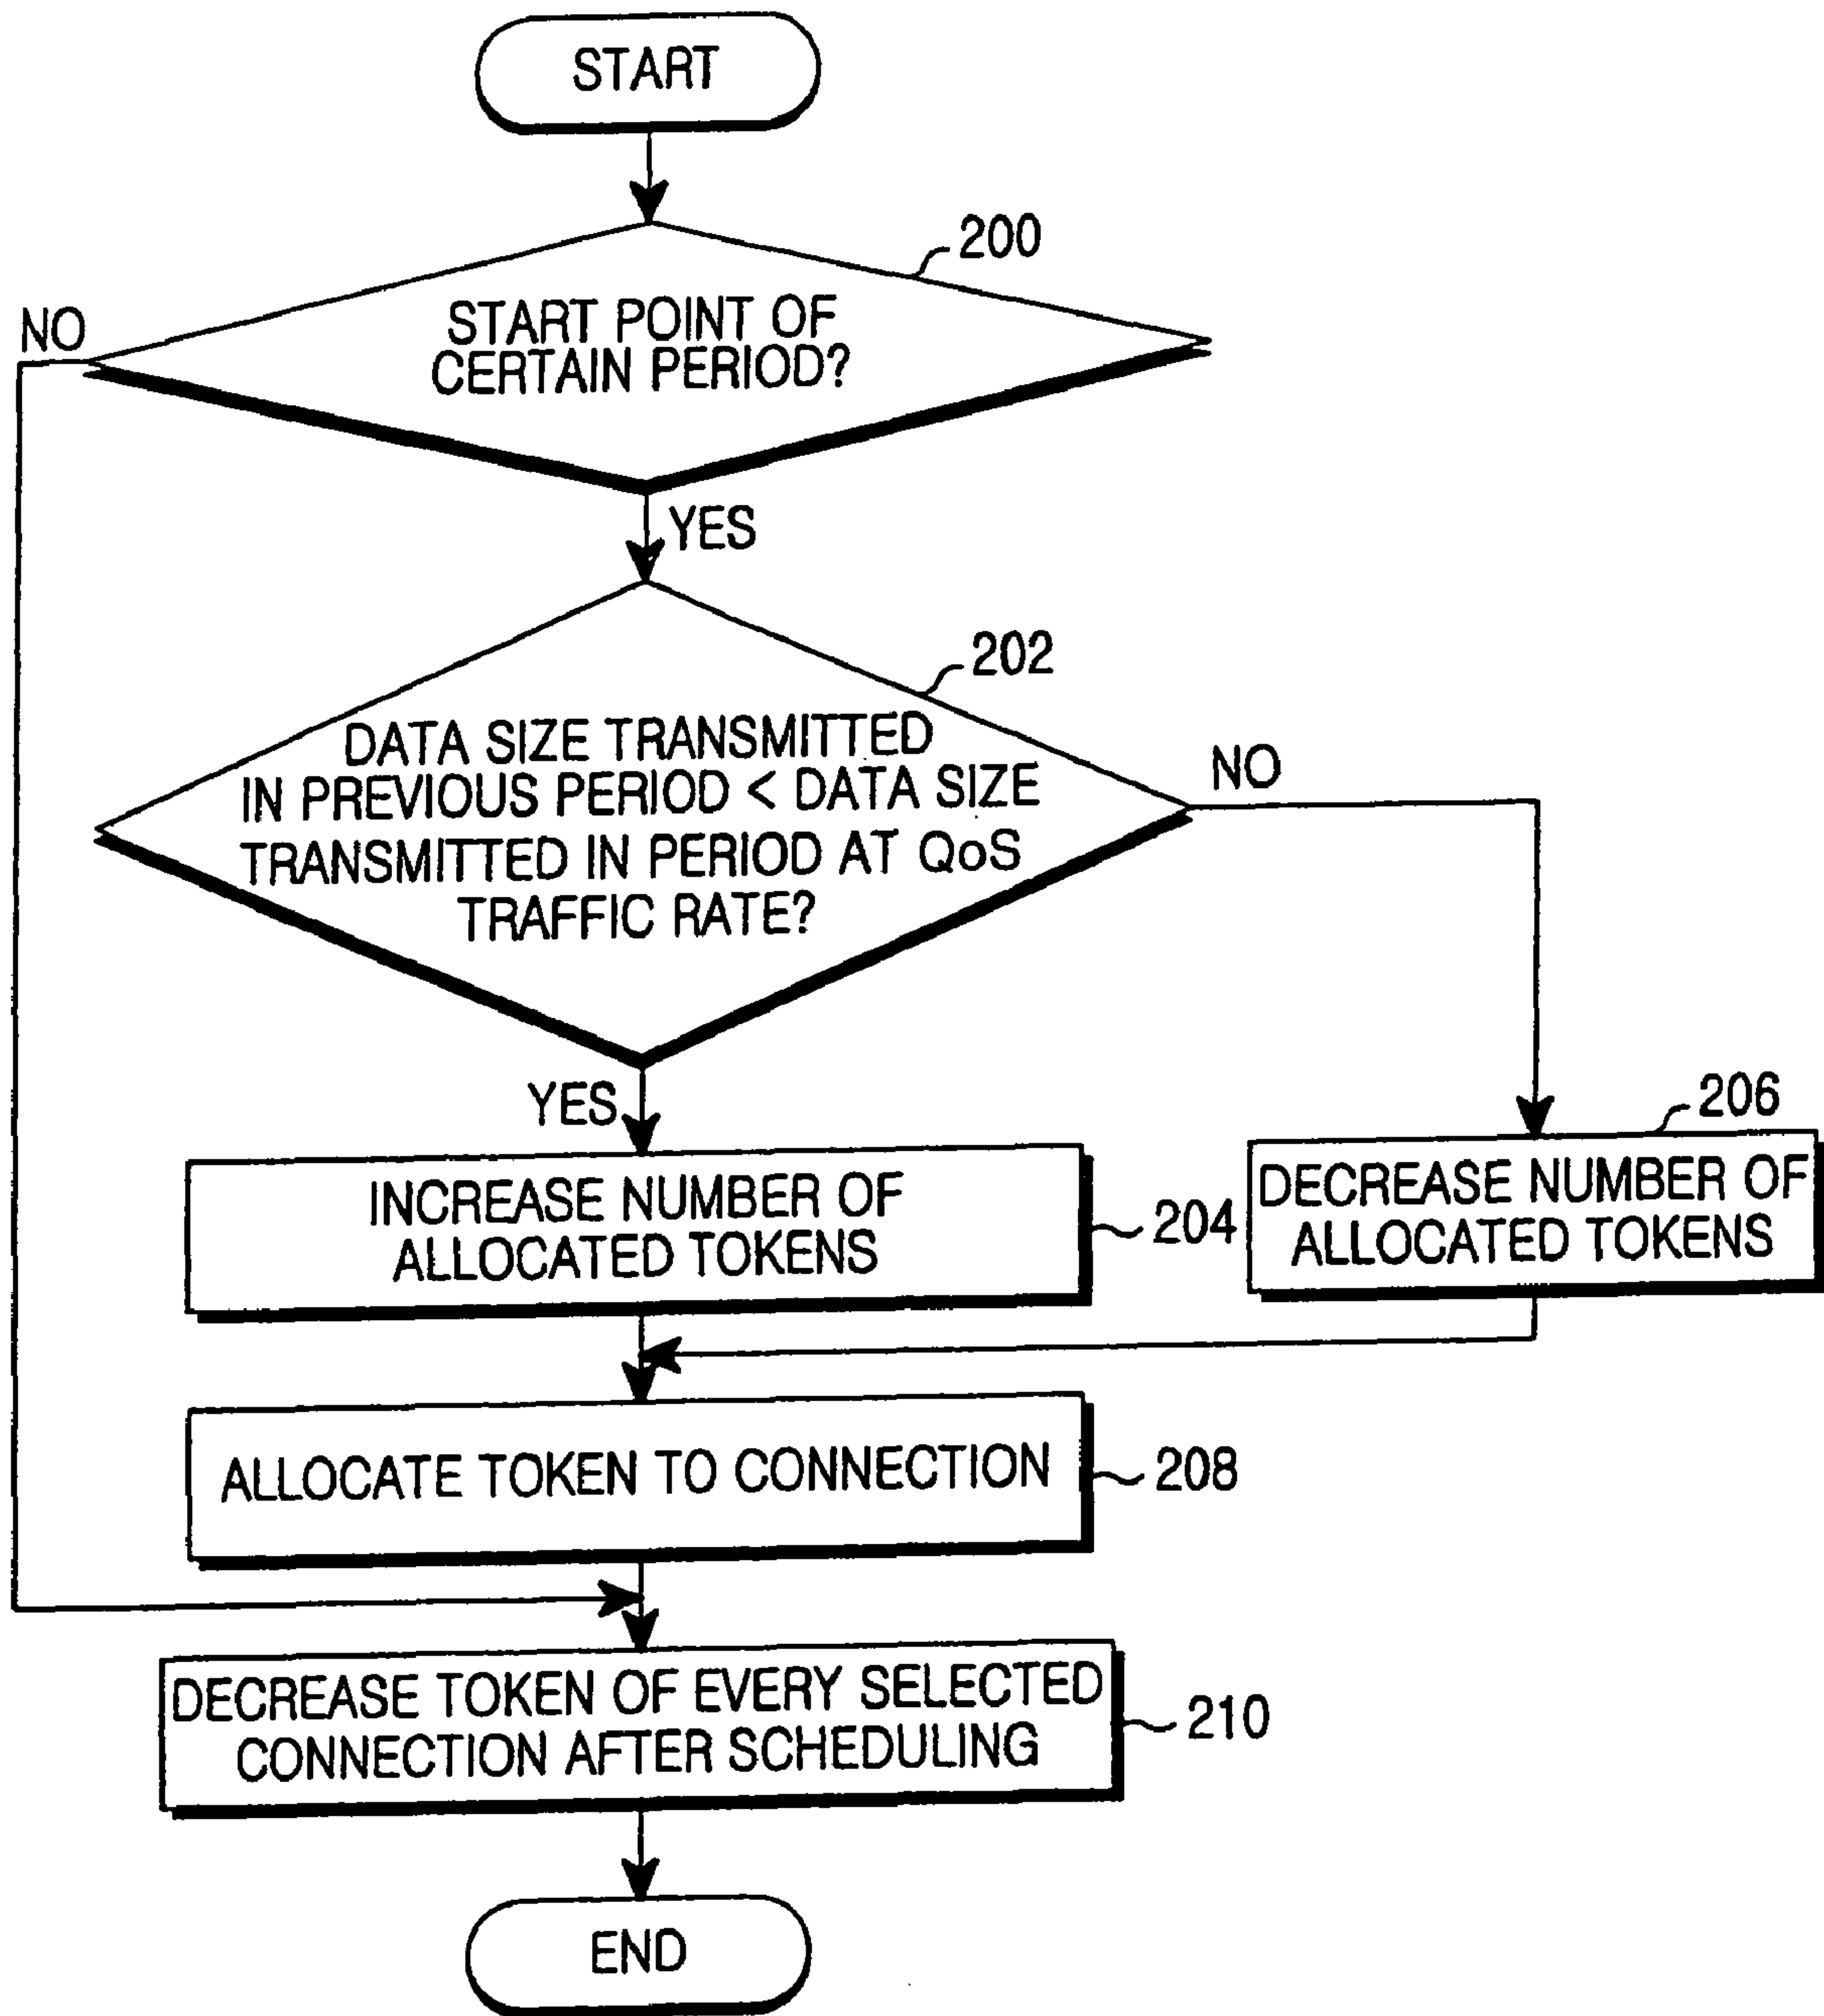 START
200
NO
START POINT OF
CERTAIN PERIOD?
YES
202
DATA SIZE TRANSMITTED
IN PREVIOUS PERIOD < DATA SIZE
TRANSMITTED IN PERIOD AT QoS
TRAFFIC RATE?
NO
YES
206
INCREASE NUMBER OF
ALLOCATED TOKENS
204
DECREASE NUMBER OF
ALLOCATED TOKENS
ALLOCATE TOKEN TO CONNECTION
208
DECREASE TOKEN OF EVERY SELECTED
CONNECTION AFTER SCHEDULING
210
END